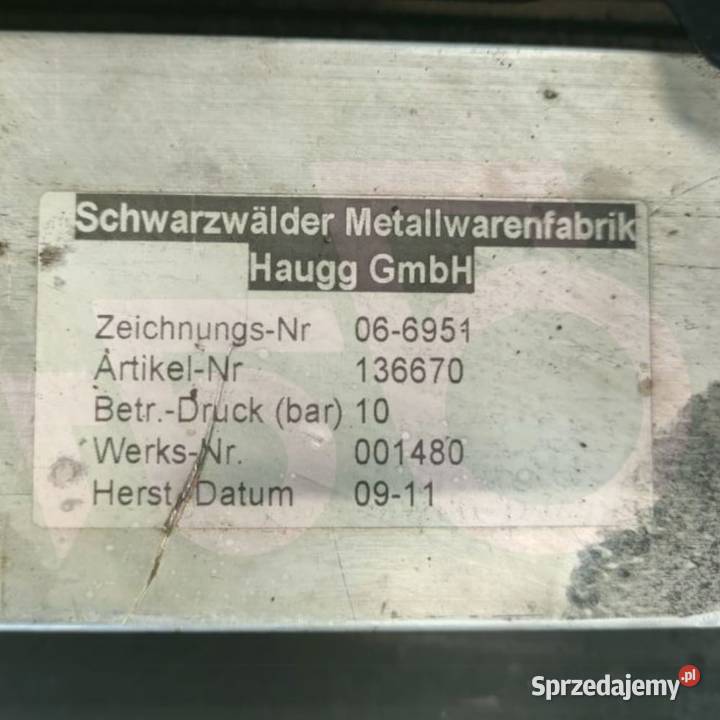 Schwarzwälder Metallwarenfabrik
Haugg GmbH
Zeichnungs-Nr 06-6951
Artikel-Nr 136670
Betr.-Druck (bar) 10
Werks-Nr. 001480
Herst.Datum 09-11
Sprzedajemy.pl